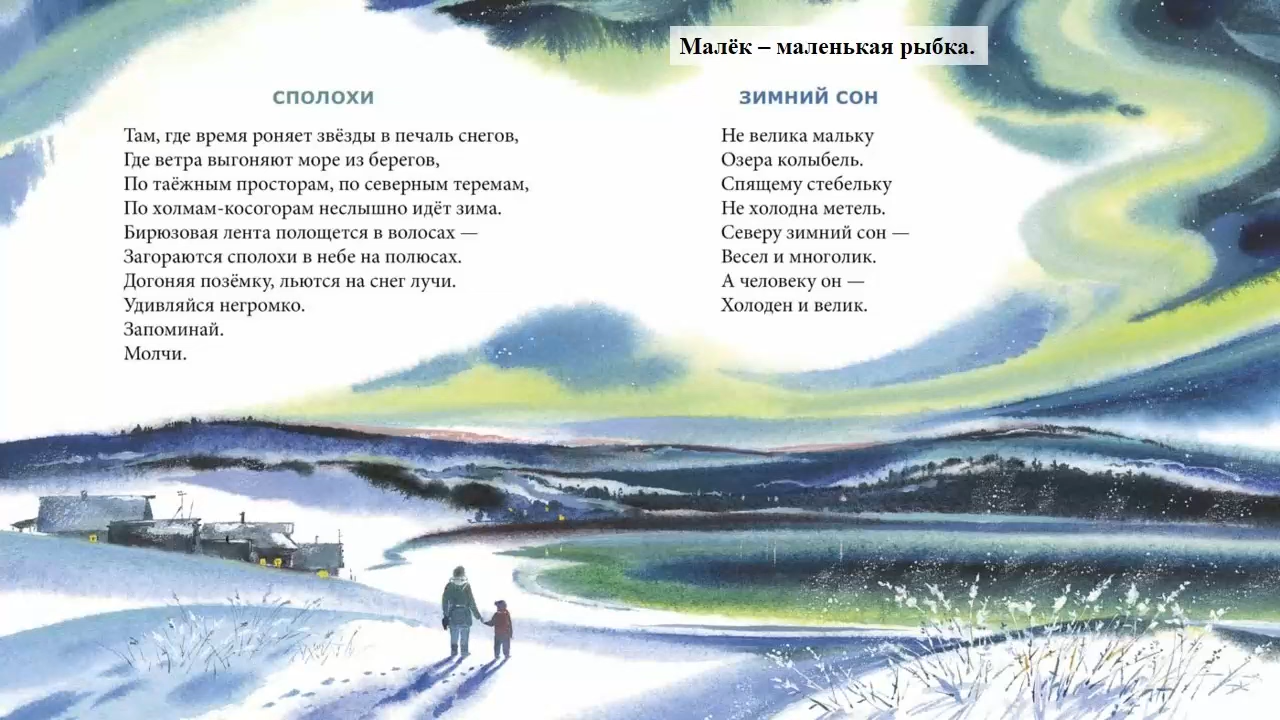 Малёк – маленькая рыбка.
СПОЛОХИ
Там, где время роняет звёзды в печаль снегов,
Где ветра выгоняют море из берегов,
По таёжным просторам, по северным теремам,
По холмам-косогорам неслышно идёт зима.
Бирюзовая лента полощется в волосах —
Загораются сполохи в небе на полюсах.
Догоняя позёмку, льются на снег лучи.
Удивляйся негромко.
Запоминай.
Молчи.
ЗИМНИЙ СОН
Не велика мальку
Озера колыбель.
Спящему стебельку
Не холодна метель.
Северу зимний сон —
Весел и многолик.
А человеку он —
Холоден и велик.